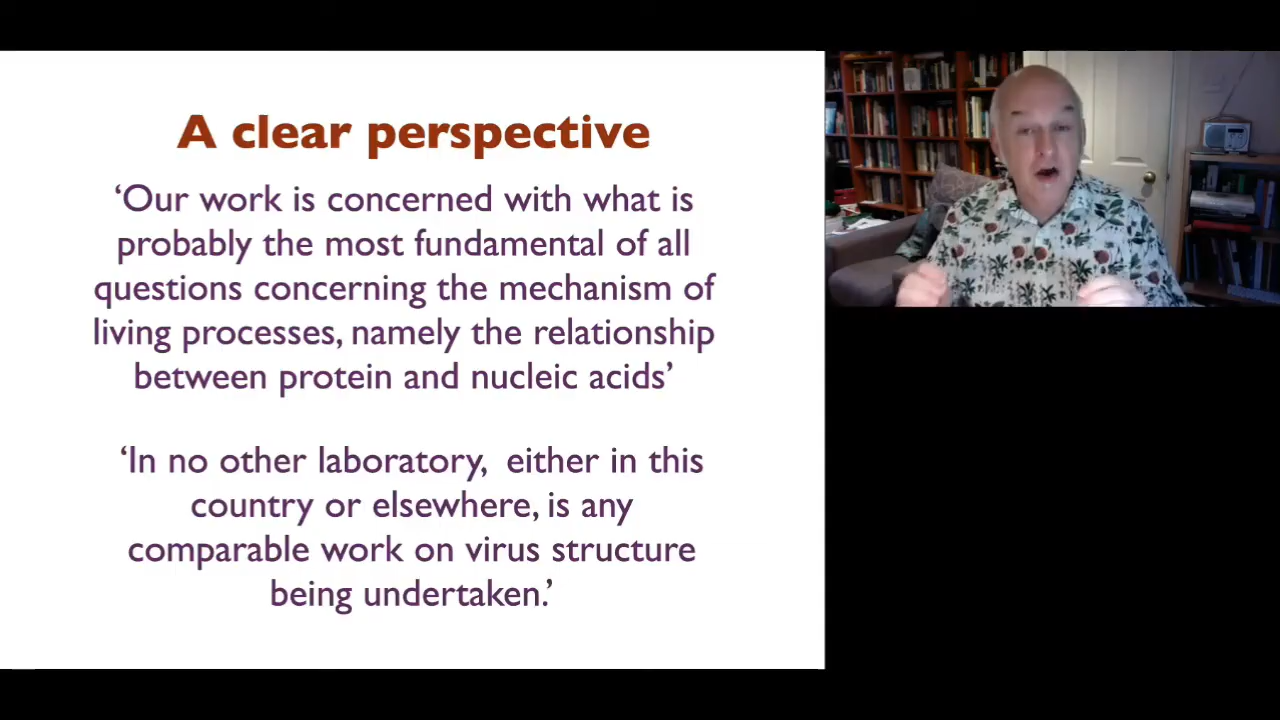 A clear perspective
‘Our work is concerned with what is
probably the most fundamental of all
questions concerning the mechanism of
living processes, namely the relationship
between protein and nucleic acids’
‘In no other laboratory, either in this
country or elsewhere, is any
comparable work on virus structure
being undertaken.’